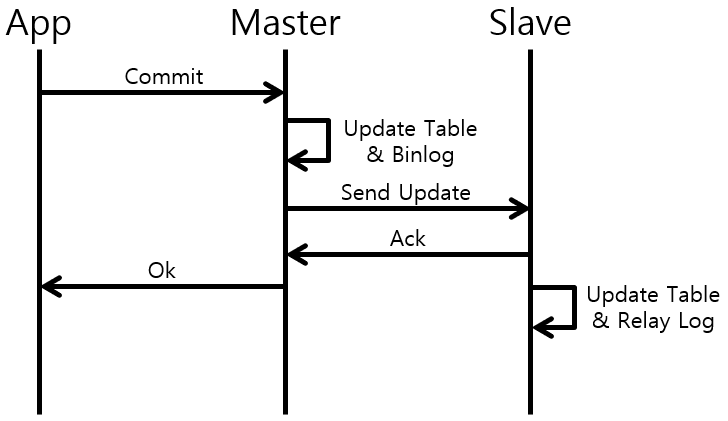 App
Master
Slave
Commit
Update Table
& Binlog
Send Update
Ack
Ok
Update Table
& Relay Log